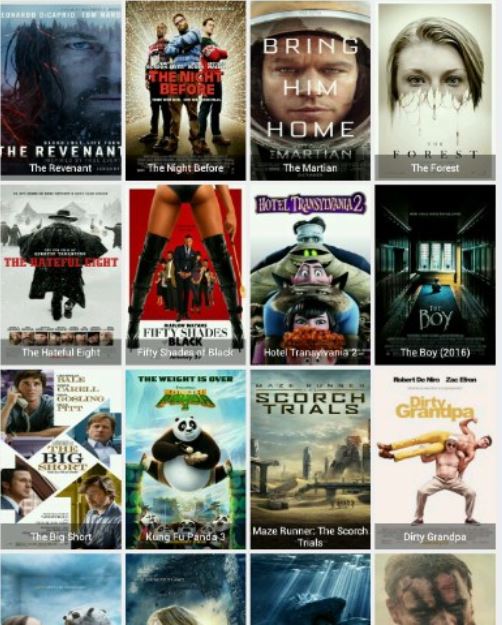 LEONARDO DICAPRIO TOM HARDY
THE REVENANT
The Revenant
THE NIGHT
BEFORE
The Night Before
BRING
HIM
HOME
THE MARTIAN
The Martian
THE
FOREST
The Forest
THE HATEFUL EIGHT
The Hateful Eight
FIFTY SHADES
BLACK
Fifty Shades of Black
HOTEL TRANSYLVANIA 2
Hotel Transylvania 2
THE
BOY
The Boy (2016)
BALE
CARELL
GOSLING
PITT
THE
BIG
SHORT
The Big Short
THE WEIGHT IS OVER
Kung Fu Panda 3
MAZE RUNNER
SCORCH
TRIALS
Maze Runner: The Scorch
Trials
Robert De Niro Zac Efron
Dirty
Grandpa
Dirty Grandpa